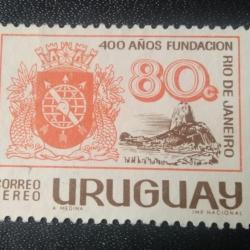 400 AÑOS FUNDACION
RIO DE JANEIRO
80c
CORREO
AEREO
URUGUAY
A. MEDINA
IMP. NACIONAL